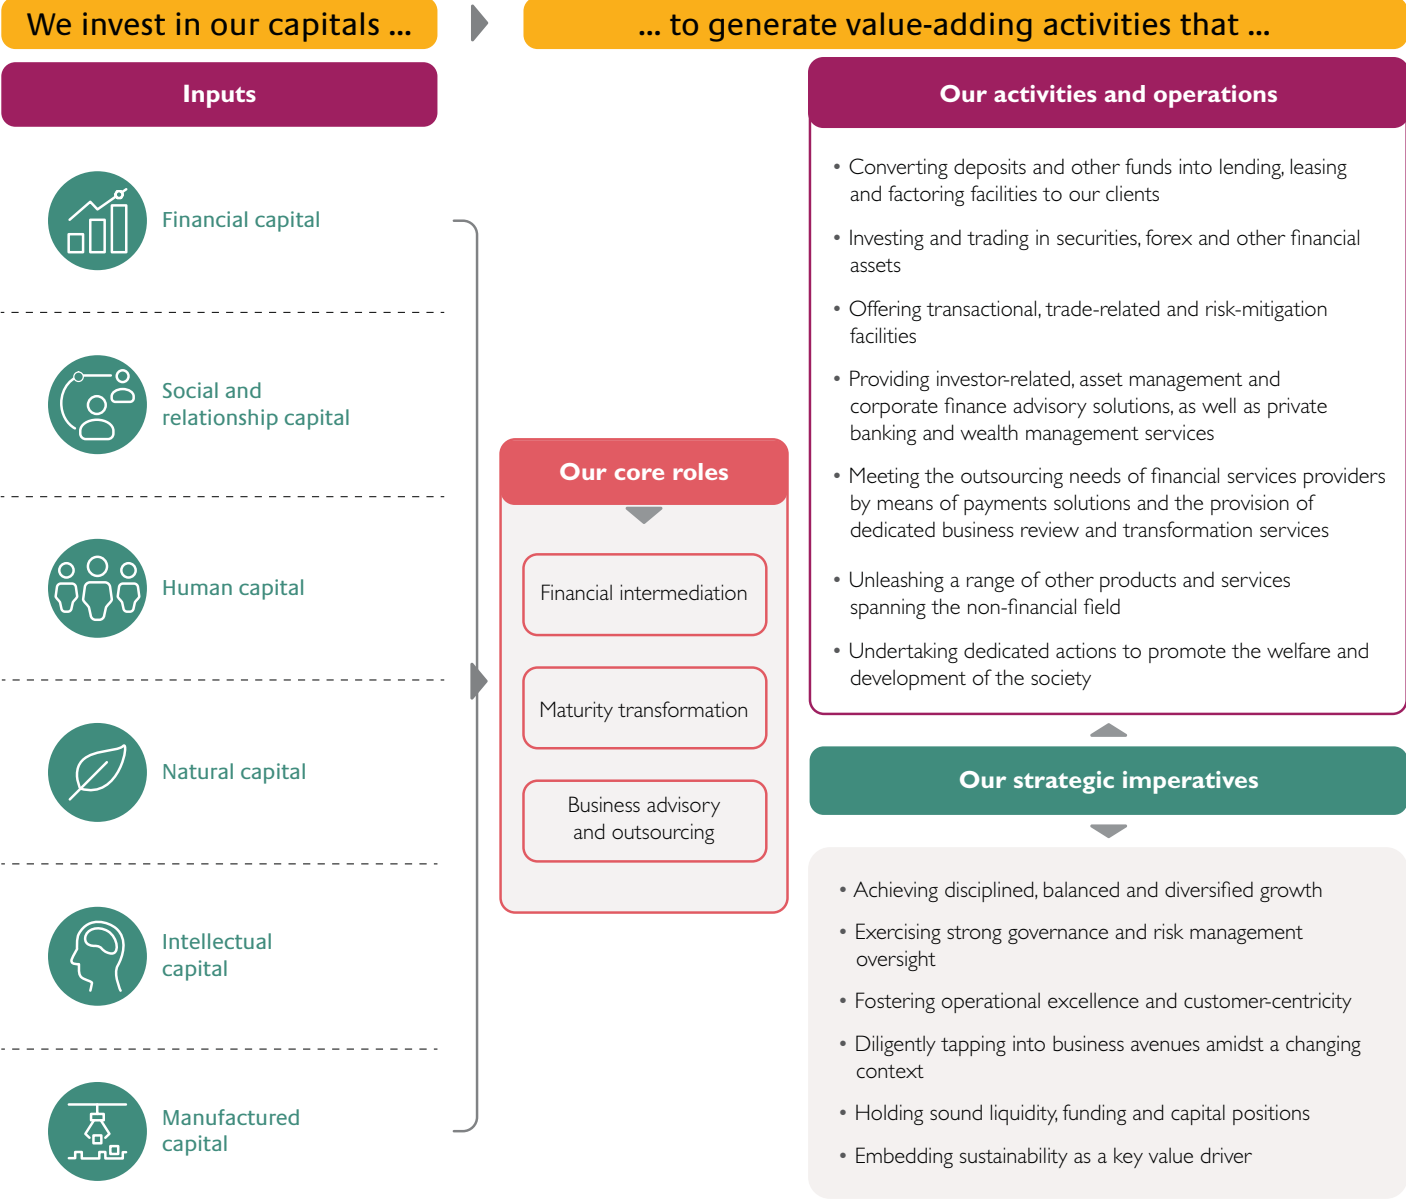 We invest in our capitals ...
... to generate value-adding activities that ...
Inputs
Financial capital
Social and
relationship capital
Human capital
Natural capital
Intellectual
capital
Manufactured
capital
Our core roles
Financial intermediation
Maturity transformation
Business advisory
and outsourcing
Our activities and operations
• Converting deposits and other funds into lending, leasing
and factoring facilities to our clients
• Investing and trading in securities, forex and other financial
assets
• Offering transactional, trade-related and risk-mitigation
facilities
• Providing investor-related, asset management and
corporate finance advisory solutions, as well as private
banking and wealth management services
• Meeting the outsourcing needs of financial services providers
by means of payments solutions and the provision of
dedicated business review and transformation services
• Unleashing a range of other products and services
spanning the non-financial field
• Undertaking dedicated actions to promote the welfare and
development of the society
Our strategic imperatives
• Achieving disciplined, balanced and diversified growth
• Exercising strong governance and risk management
oversight
• Fostering operational excellence and customer-centricity
• Diligently tapping into business avenues amidst a changing
context
• Holding sound liquidity, funding and capital positions
• Embedding sustainability as a key value driver